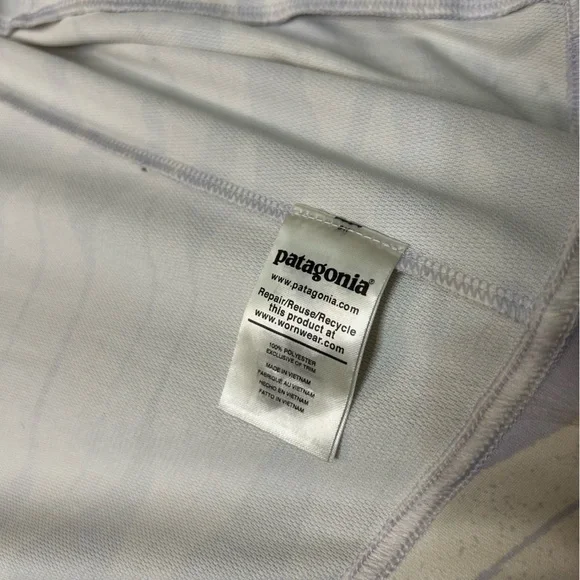 patagonia®
www.patagonia.com
Repair/Reuse/Recycle
this product at
www.wornwear.com
100% POLYESTER
EXCLUSIVE OF TRIM
MADE IN VIETNAM
FABRIQUÉ AU VIETNAM
HECHO EN VIETNAM
FATTO IN VIETNAM